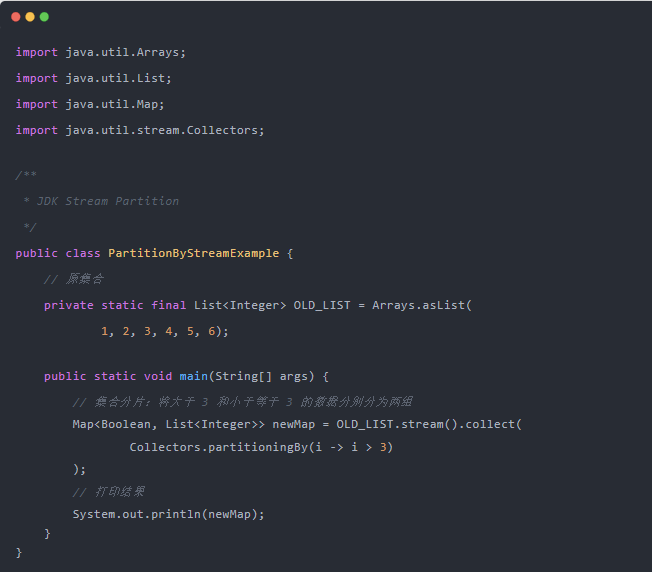 import java.util.Arrays;
import java.util.List;
import java.util.Map;
import java.util.stream.Collectors;
/**
 * JDK Stream Partition
 */
public class PartitionByStreamExample {
    // 原集合
    private static final List<Integer> OLD_LIST = Arrays.asList(
            1, 2, 3, 4, 5, 6);
    public static void main(String[] args) {
        // 集合分片：将大于 3 和小于等于 3 的数据分别分为两组
        Map<Boolean, List<Integer>> newMap = OLD_LIST.stream().collect(
                Collectors.partitioningBy(i -> i > 3)
        );
        // 打印结果
        System.out.println(newMap);
    }
}